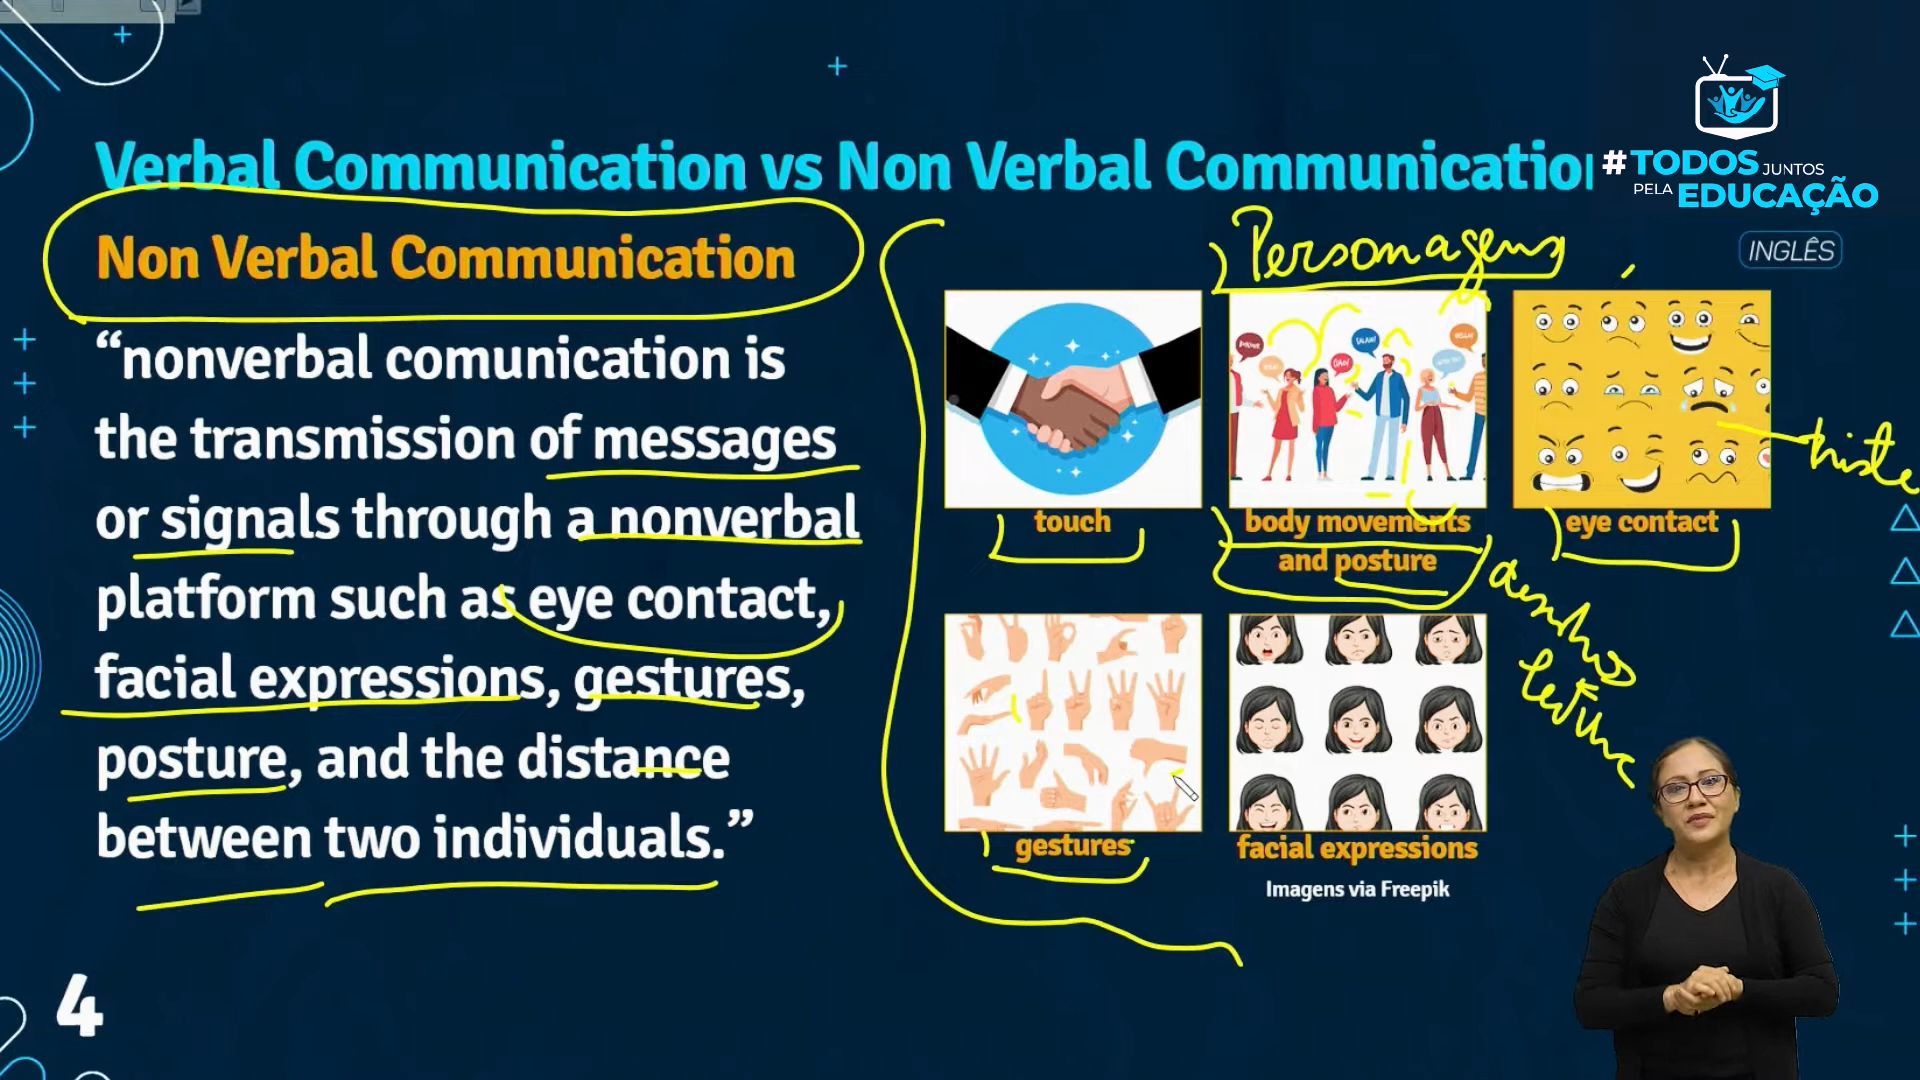 Verbal Communication vs Non Verbal Communication
#TODOS JUNTOS
PELA EDUCAÇÃO
INGLÊS
Non Verbal Communication
“nonverbal comunication is
the transmission of messages
or signals through a nonverbal
platform such as eye contact,
facial expressions, gestures,
posture, and the distance
between two individuals.”
Personagens
touch
body movements
and posture
eye contact
triste
gestures
facial expressions
Imagens via Freepik
4